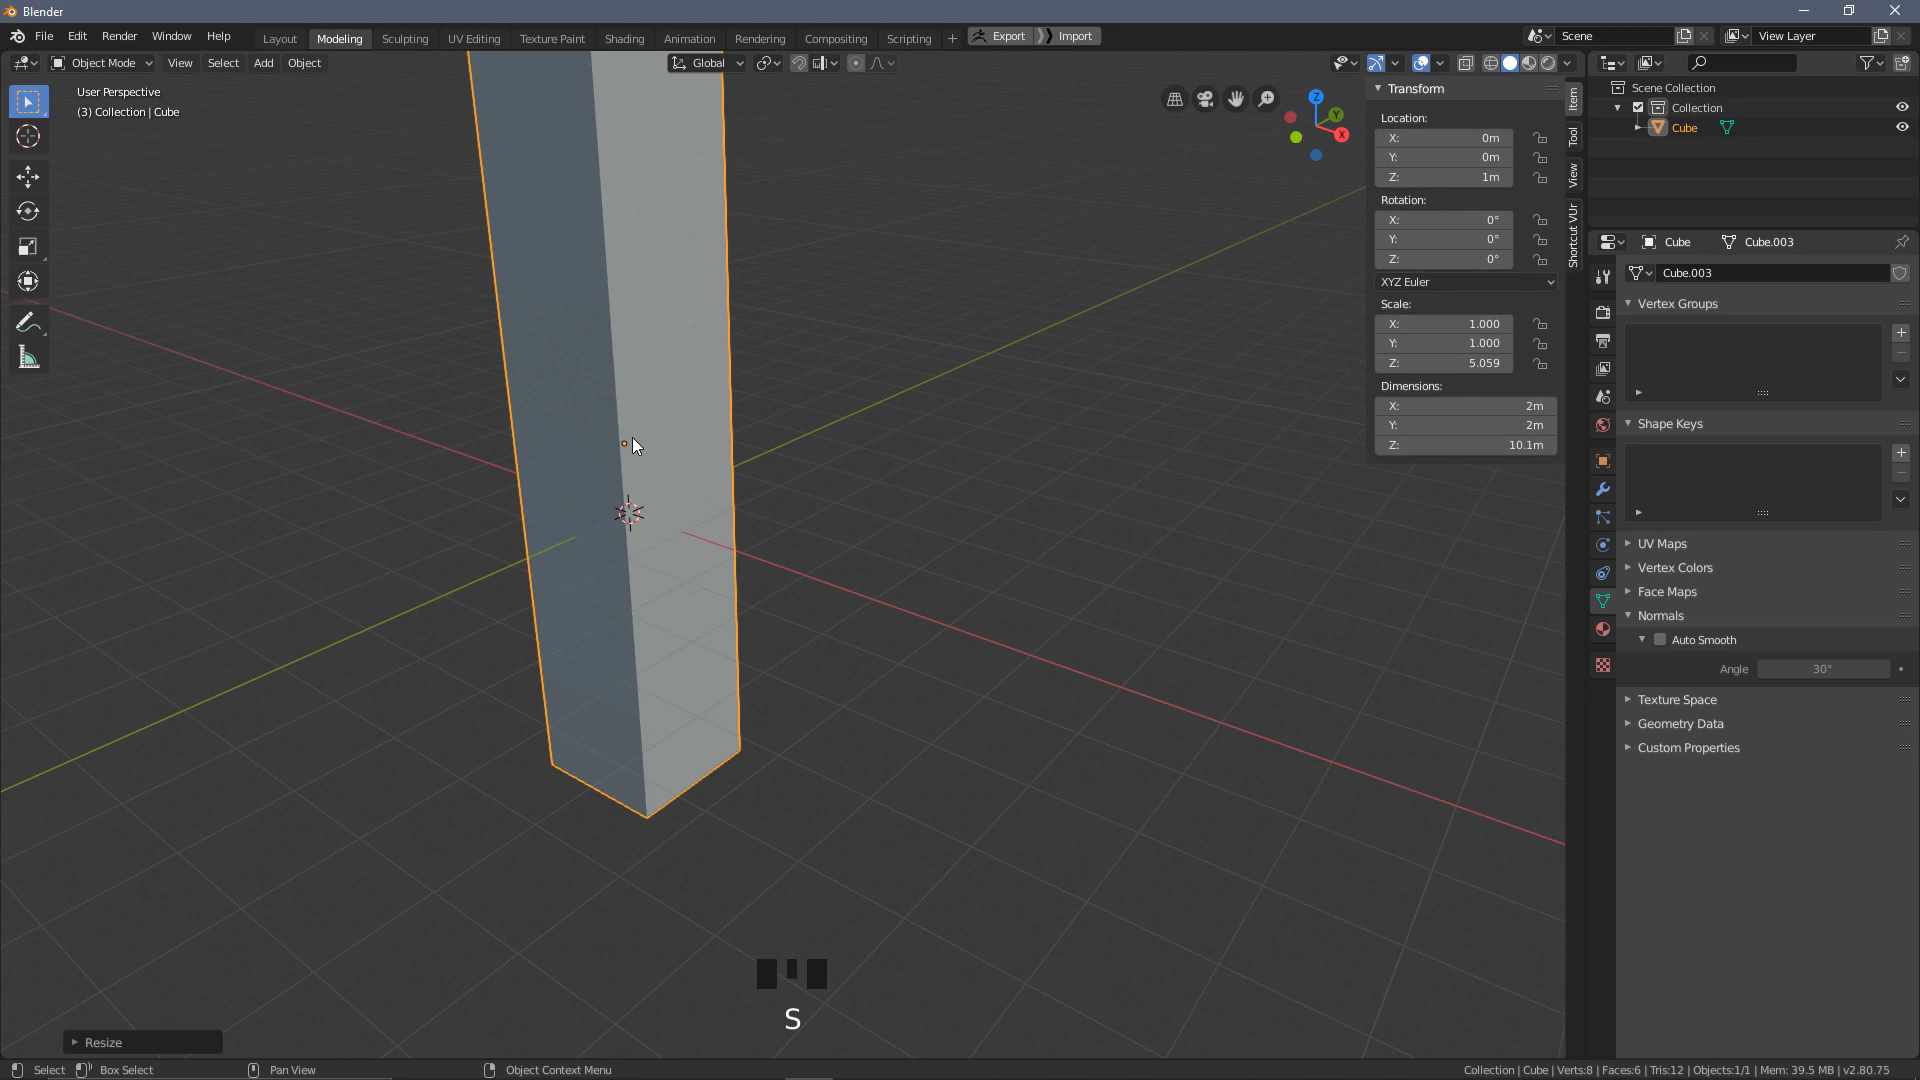 Blender
File Edit Render Window Help
Layout Modeling Sculpting UV Editing Texture Paint Shading Animation Rendering Compositing Scripting + Export Import
Scene View Layer
Object Mode View Select Add Object
Global
User Perspective
(3) Collection | Cube
Z
Y
X
Transform
Location:
X: 0m
Y: 0m
Z: 1m
Rotation:
X: 0°
Y: 0°
Z: 0°
XYZ Euler
Scale:
X: 1.000
Y: 1.000
Z: 5.059
Dimensions:
X: 2m
Y: 2m
Z: 10.1m
Item
Tool
View
Shortcut VUr
Scene Collection
Collection
Cube
Cube Cube.003
Cube.003
Vertex Groups
Shape Keys
UV Maps
Vertex Colors
Face Maps
Normals
Auto Smooth
Angle 30°
Texture Space
Geometry Data
Custom Properties
S
Resize
Select Box Select Pan View Object Context Menu
Collection | Cube | Verts:8 | Faces:6 | Tris:12 | Objects:1/1 | Mem: 39.5 MB | v2.80.75